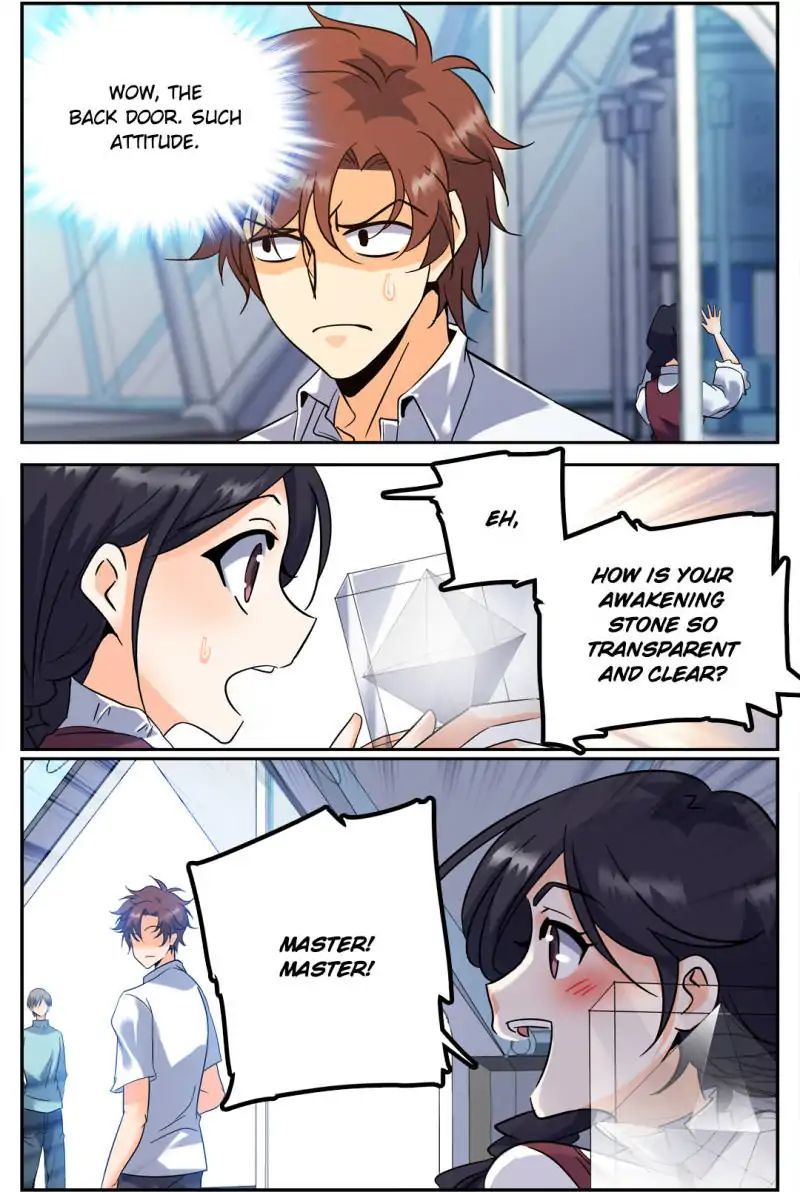 WOW, THE
BACK DOOR. SUCH
ATTITUDE.
EH,
HOW IS YOUR
AWAKENING
STONE SO
TRANSPARENT
AND CLEAR?
MASTER!
MASTER!